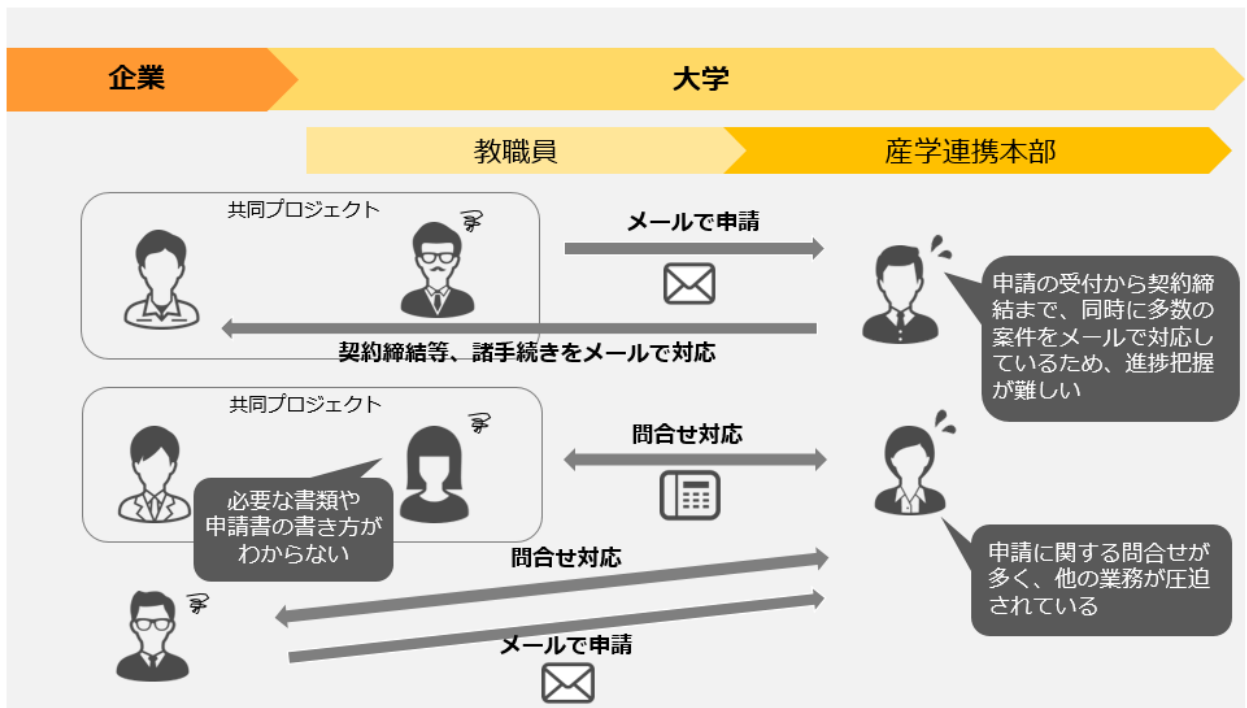 企業
大学
教職員
産学連携本部
共同プロジェクト
メールで申請
申請の受付から契約締
結まで、同時に多数の
案件をメールで対応し
ているため、進捗把握
が難しい
契約締結等、諸手続きをメールで対応
共同プロジェクト
問合せ対応
必要な書類や
申請書の書き方が
わからない
問合せ対応
申請に関する問合せが
多く、他の業務が圧迫
されている
メールで申請